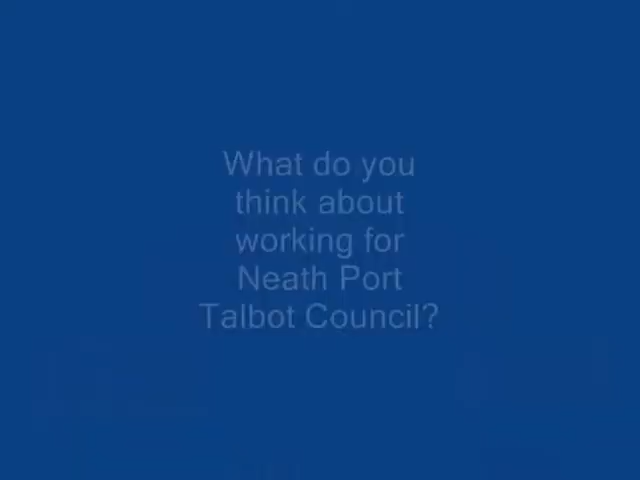 What do you
think about
working for
Neath Port
Talbot Council?